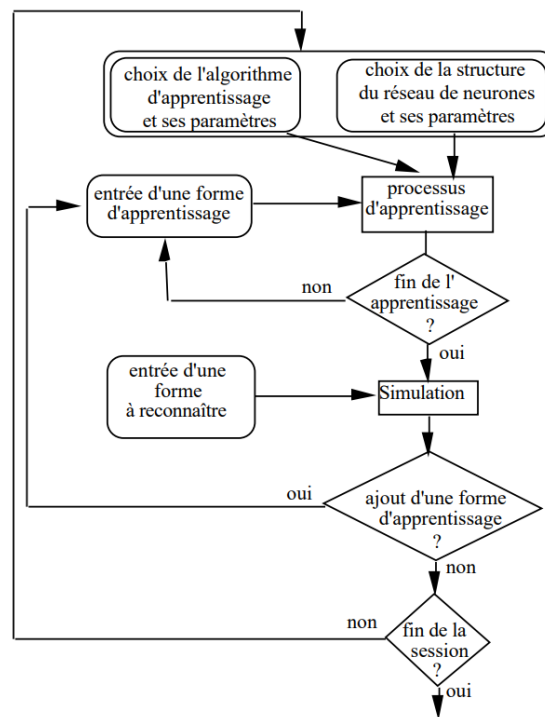 choix de l'algorithme
d'apprentissage
et ses paramètres
choix de la structure
du réseau de neurones
et ses paramètres
entrée d'une forme
d'apprentissage
processus
d'apprentissage
non
fin de l'
apprentissage
?
oui
entrée d'une
forme
à reconnaître
Simulation
oui
ajout d'une forme
d'apprentissage
?
non
non
fin de la
session
?
oui